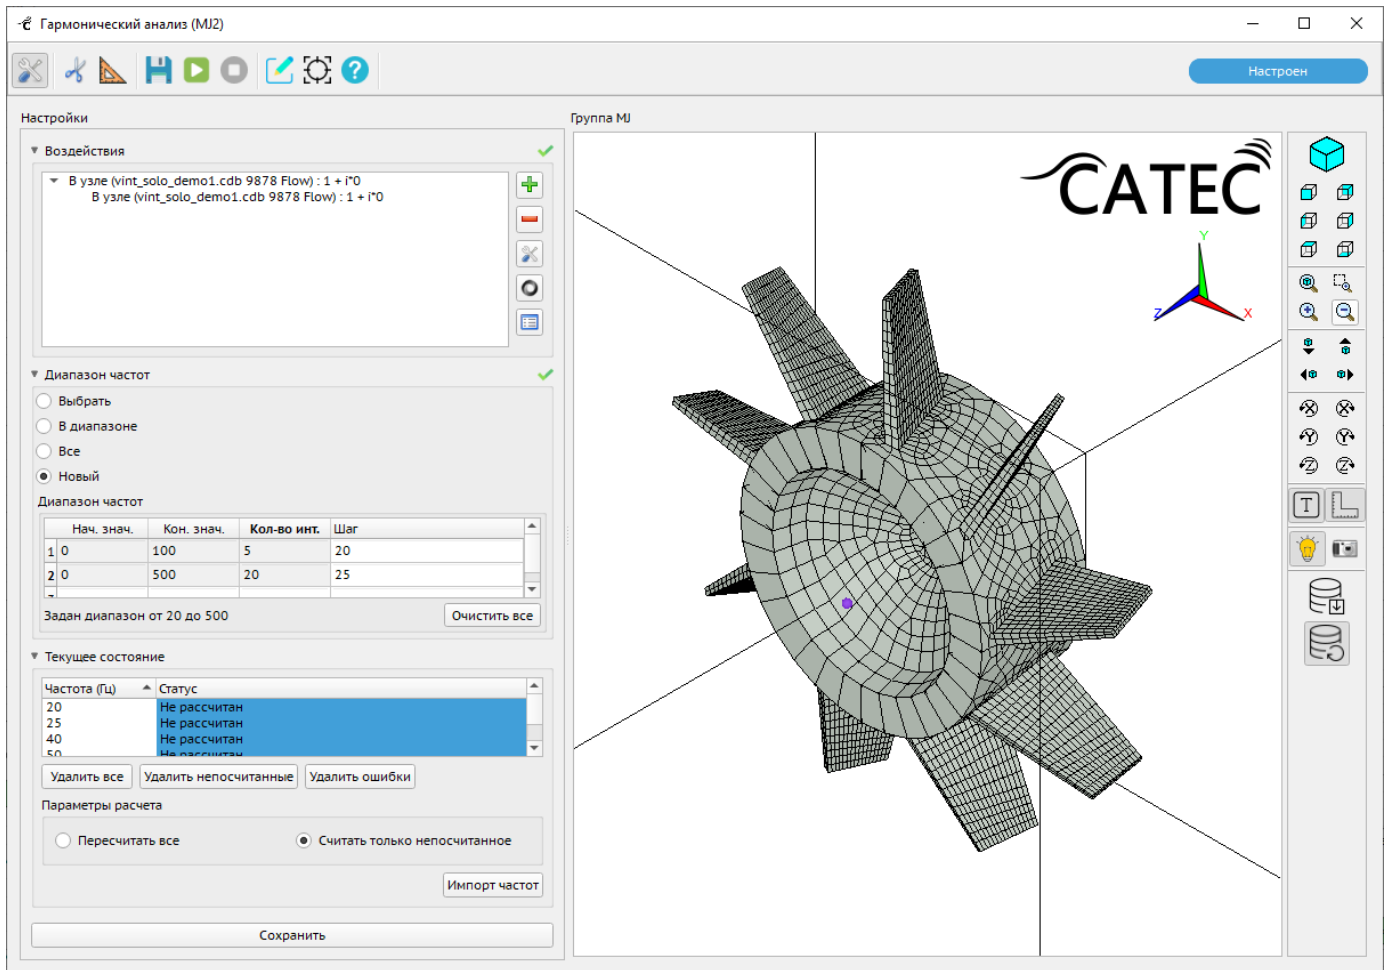 Гармонический анализ (MJ2)
Настроен
Настройки
Воздействия
В узле (vint_solo_demo1.cdb 9878 Flow) : 1 + i*0
В узле (vint_solo_demo1.cdb 9878 Flow) : 1 + i*0
Диапазон частот
Выбрать
В диапазоне
Все
Новый
Диапазон частот
Нач. знач. Кон. знач. Кол-во инт. Шаг
1 0 100 5 20
2 0 500 20 25
Задан диапазон от 20 до 500
Очистить все
Текущее состояние
Частота (Гц) Статус
20 Не рассчитан
25 Не рассчитан
40 Не рассчитан
50 Не рассчитан
Удалить все Удалить непосчитанные Удалить ошибки
Параметры расчета
Пересчитать все Считать только непосчитанное
Импорт частот
Сохранить
Группа MJ
CATEC
Y
Z X
X X
Y Y
Z Z
T